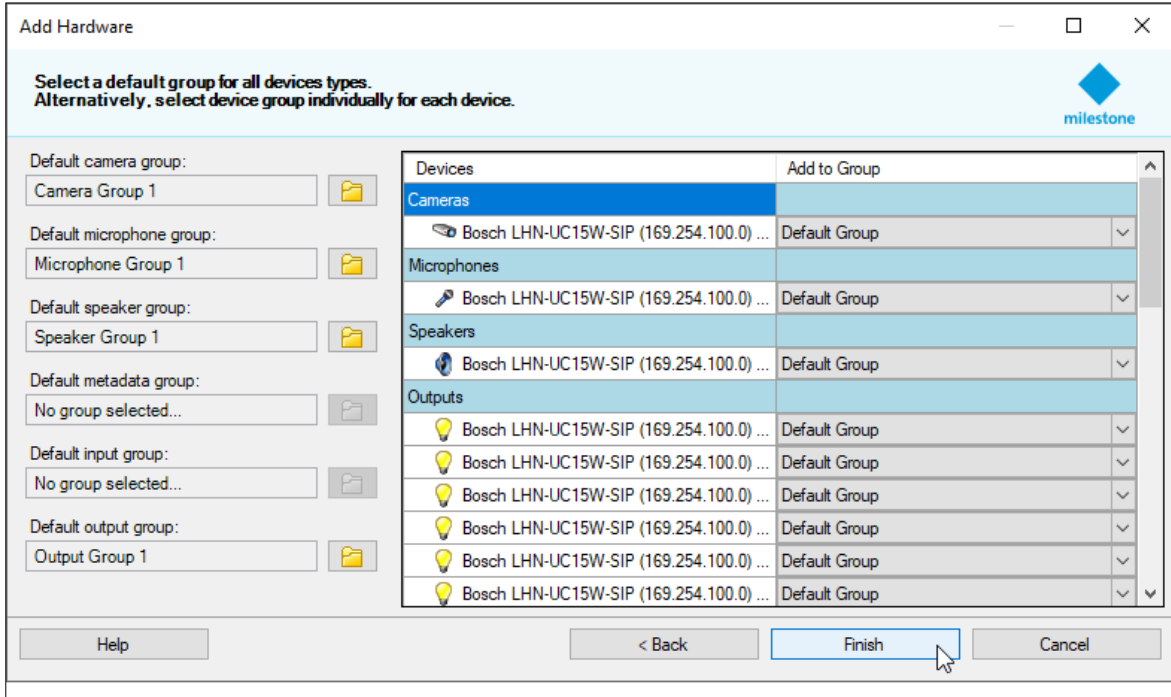 Add Hardware
Select a default group for all devices types.
Alternatively, select device group individually for each device.
milestone
Default camera group:
Camera Group 1
Default microphone group:
Microphone Group 1
Default speaker group:
Speaker Group 1
Default metadata group:
No group selected...
Default input group:
No group selected...
Default output group:
Output Group 1
Devices Add to Group
Cameras
Bosch LHN-UC15W-SIP (169.254.100.0) ... Default Group
Microphones
Bosch LHN-UC15W-SIP (169.254.100.0) ... Default Group
Speakers
Bosch LHN-UC15W-SIP (169.254.100.0) ... Default Group
Outputs
Bosch LHN-UC15W-SIP (169.254.100.0) ... Default Group
Bosch LHN-UC15W-SIP (169.254.100.0) ... Default Group
Bosch LHN-UC15W-SIP (169.254.100.0) ... Default Group
Bosch LHN-UC15W-SIP (169.254.100.0) ... Default Group
Bosch LHN-UC15W-SIP (169.254.100.0) ... Default Group
Bosch LHN-UC15W-SIP (169.254.100.0) ... Default Group
Help < Back Finish Cancel